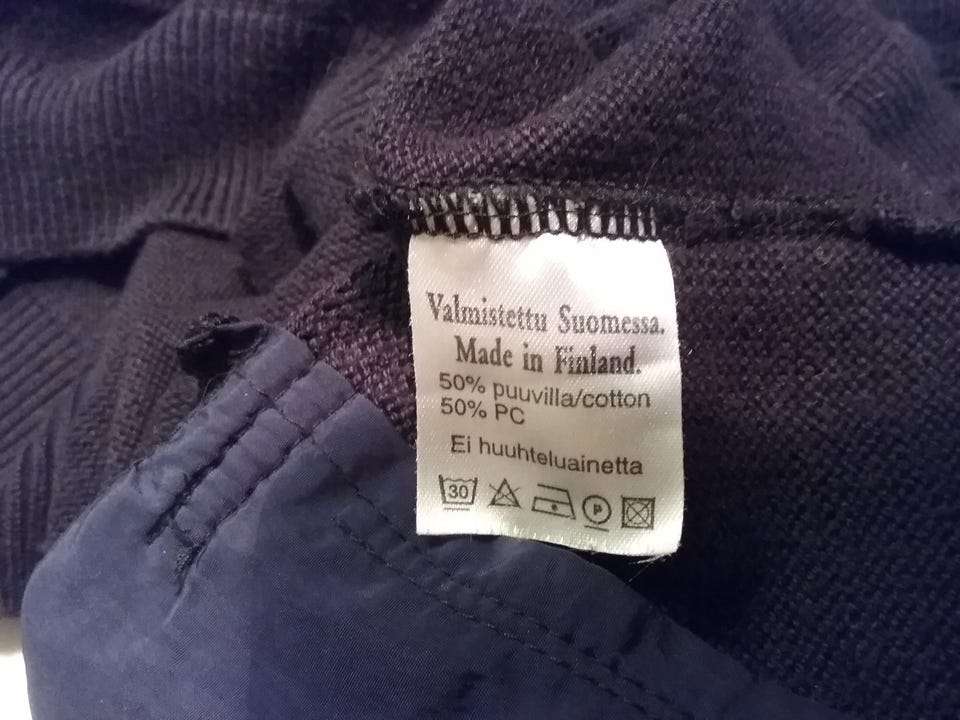 Valmistettu Suomessa.
Made in Finland.
50% puuvilla/cotton
50% PC
Ei huuhteluainetta
30 P